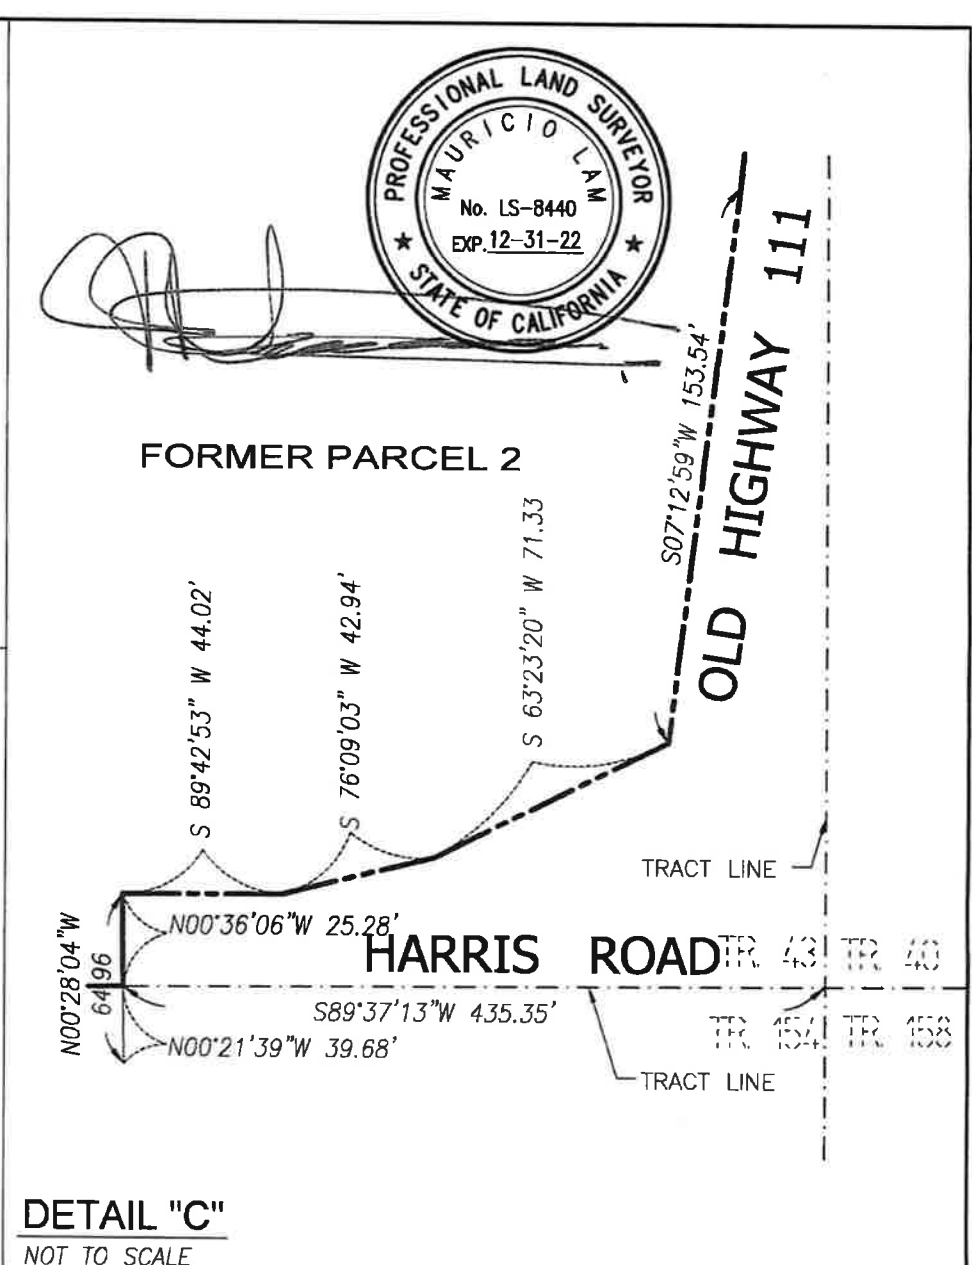 PROFESSIONAL LAND SURVEYOR
MAURICIO LAM
No. LS-8440
EXP. 12-31-22
STATE OF CALIFORNIA
FORMER PARCEL 2
S 89°42'53" W 44.02'
S 76°09'03" W 42.94'
S 63°23'20" W 71.33
S07°12'59"W 153.54'
OLD HIGHWAY 111
TRACT LINE
N00°28'04"W
64.96
N00°36'06"W 25.28'
HARRIS ROAD
TR. 43
TR. 40
S89°37'13"W 435.35'
TR. 154
TR. 158
N00°21'39"W 39.68'
TRACT LINE
DETAIL "C"
NOT TO SCALE